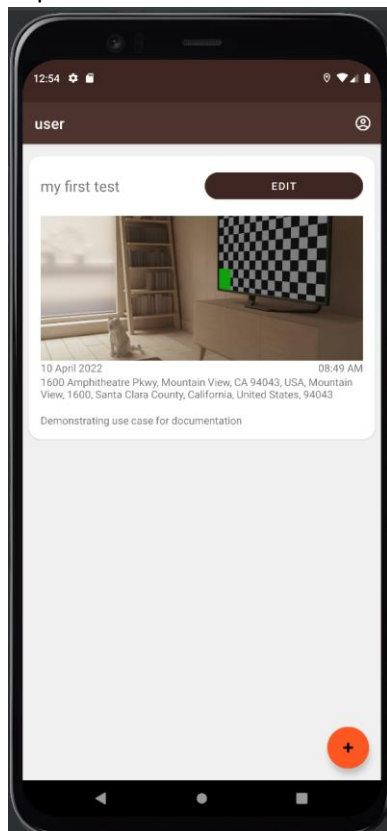 12:54
user
my first test
EDIT
10 April 2022 08:49 AM
1600 Amphitheatre Pkwy, Mountain View, CA 94043, USA, Mountain
View, 1600, Santa Clara County, California, United States, 94043
Demonstrating use case for documentation
+